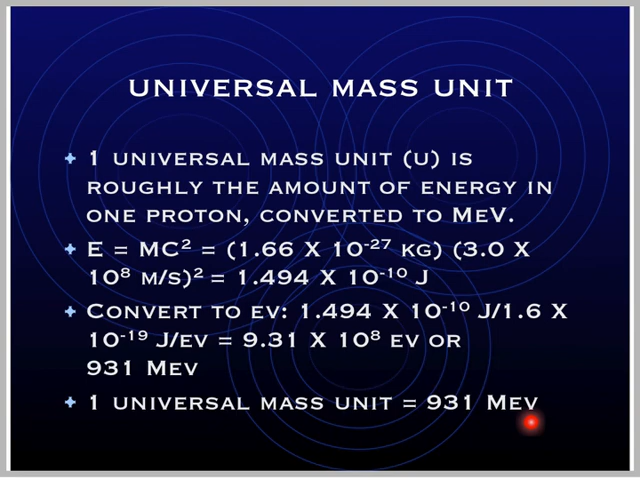 UNIVERSAL MASS UNIT
+ 1 UNIVERSAL MASS UNIT (U) IS
ROUGHLY THE AMOUNT OF ENERGY IN
ONE PROTON, CONVERTED TO MEV.
+ E = MC² = (1.66 X 10⁻²⁷ KG) (3.0 X
10⁸ M/S)² = 1.494 X 10⁻¹⁰ J
+ CONVERT TO EV: 1.494 X 10⁻¹⁰ J/1.6 X
10⁻¹⁹ J/EV = 9.31 X 10⁸ EV OR
931 MEV
+ 1 UNIVERSAL MASS UNIT = 931 MEV